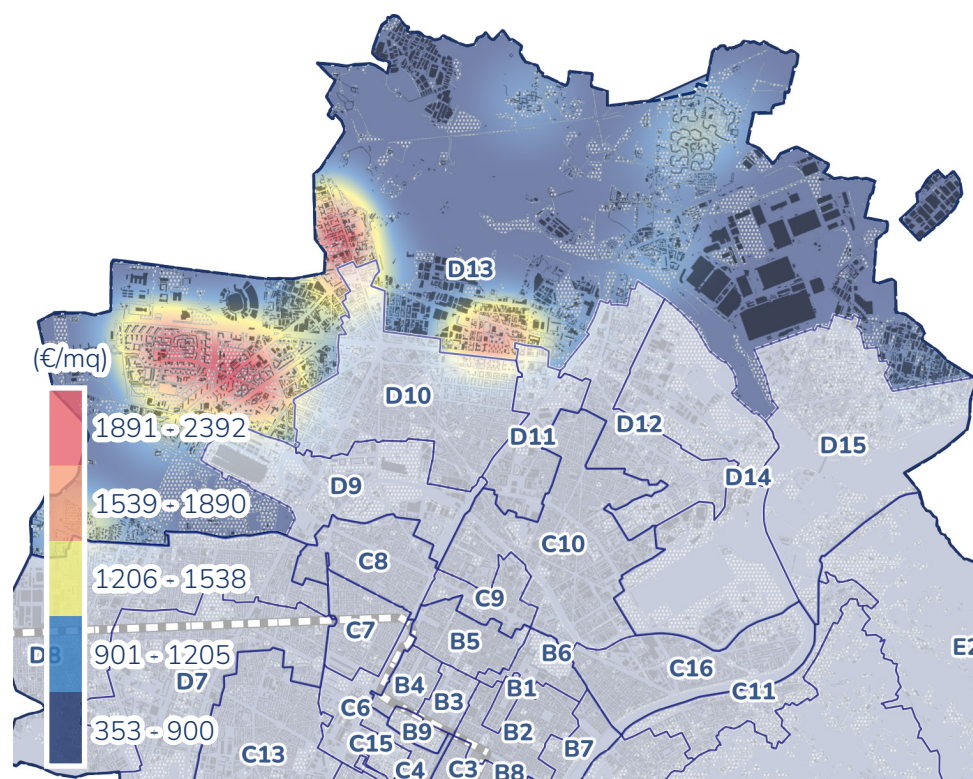 D13
(€/mq)
D10
1891 - 2392
D11
D12
D15
D9
D14
1539 - 1890
C10
C8
1206 - 1538
C9
C7
B5
D8
901 - 1205
B6
C16
E2
D7
B4
B1
C11
B3
C6
353 - 900
B9
B2
C15
B7
C13
C4
C3
B8